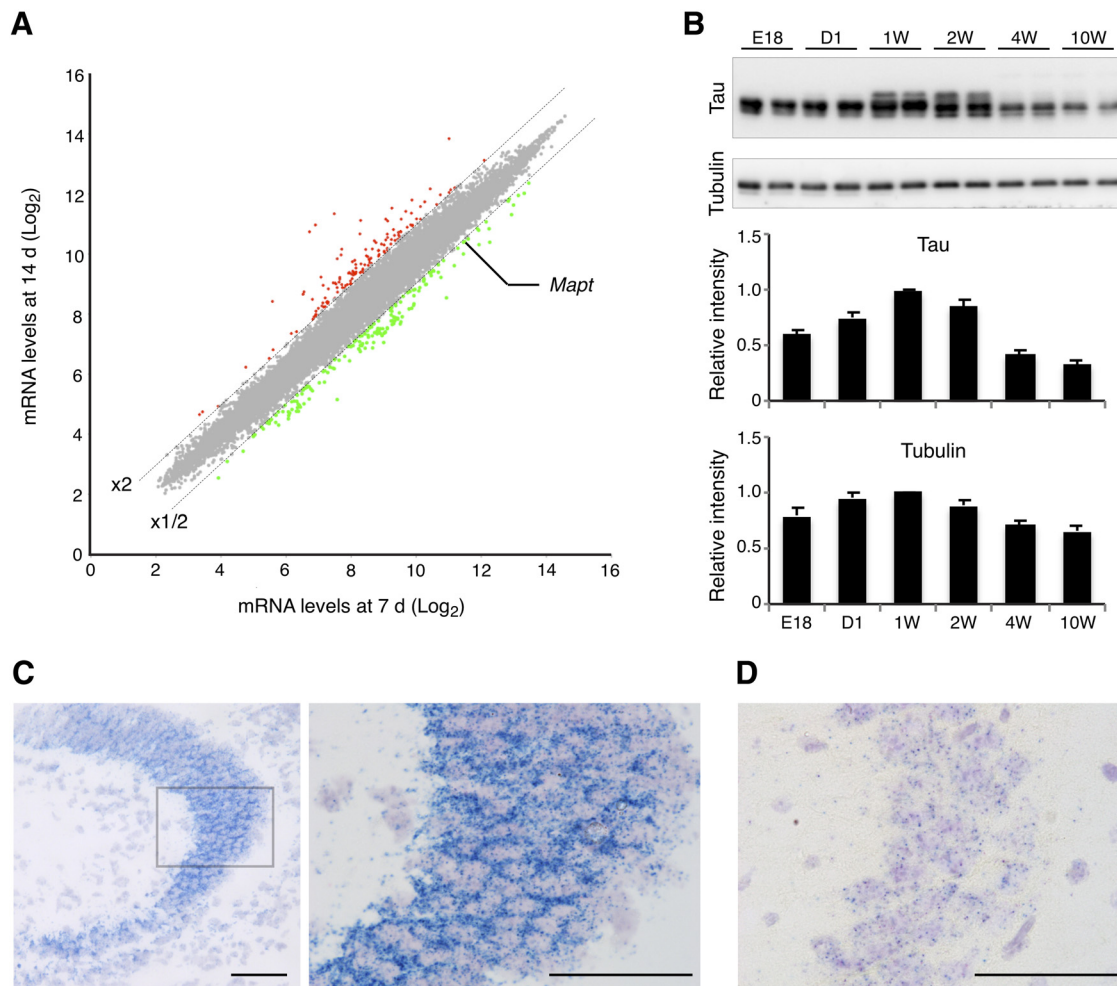 A
16
14
12
10
8
6
4
2
0
mRNA levels at 14 d (Log2)
x2
x1/2
Mapt
0 2 4 6 8 10 12 14 16
mRNA levels at 7 d (Log2)
B
E18 D1 1W 2W 4W 10W
Tau
Tubulin
Tau
1.5
1.0
0.5
0
Relative intensity
Tubulin
1.5
1.0
0.5
0
Relative intensity
E18 D1 1W 2W 4W 10W
C
D